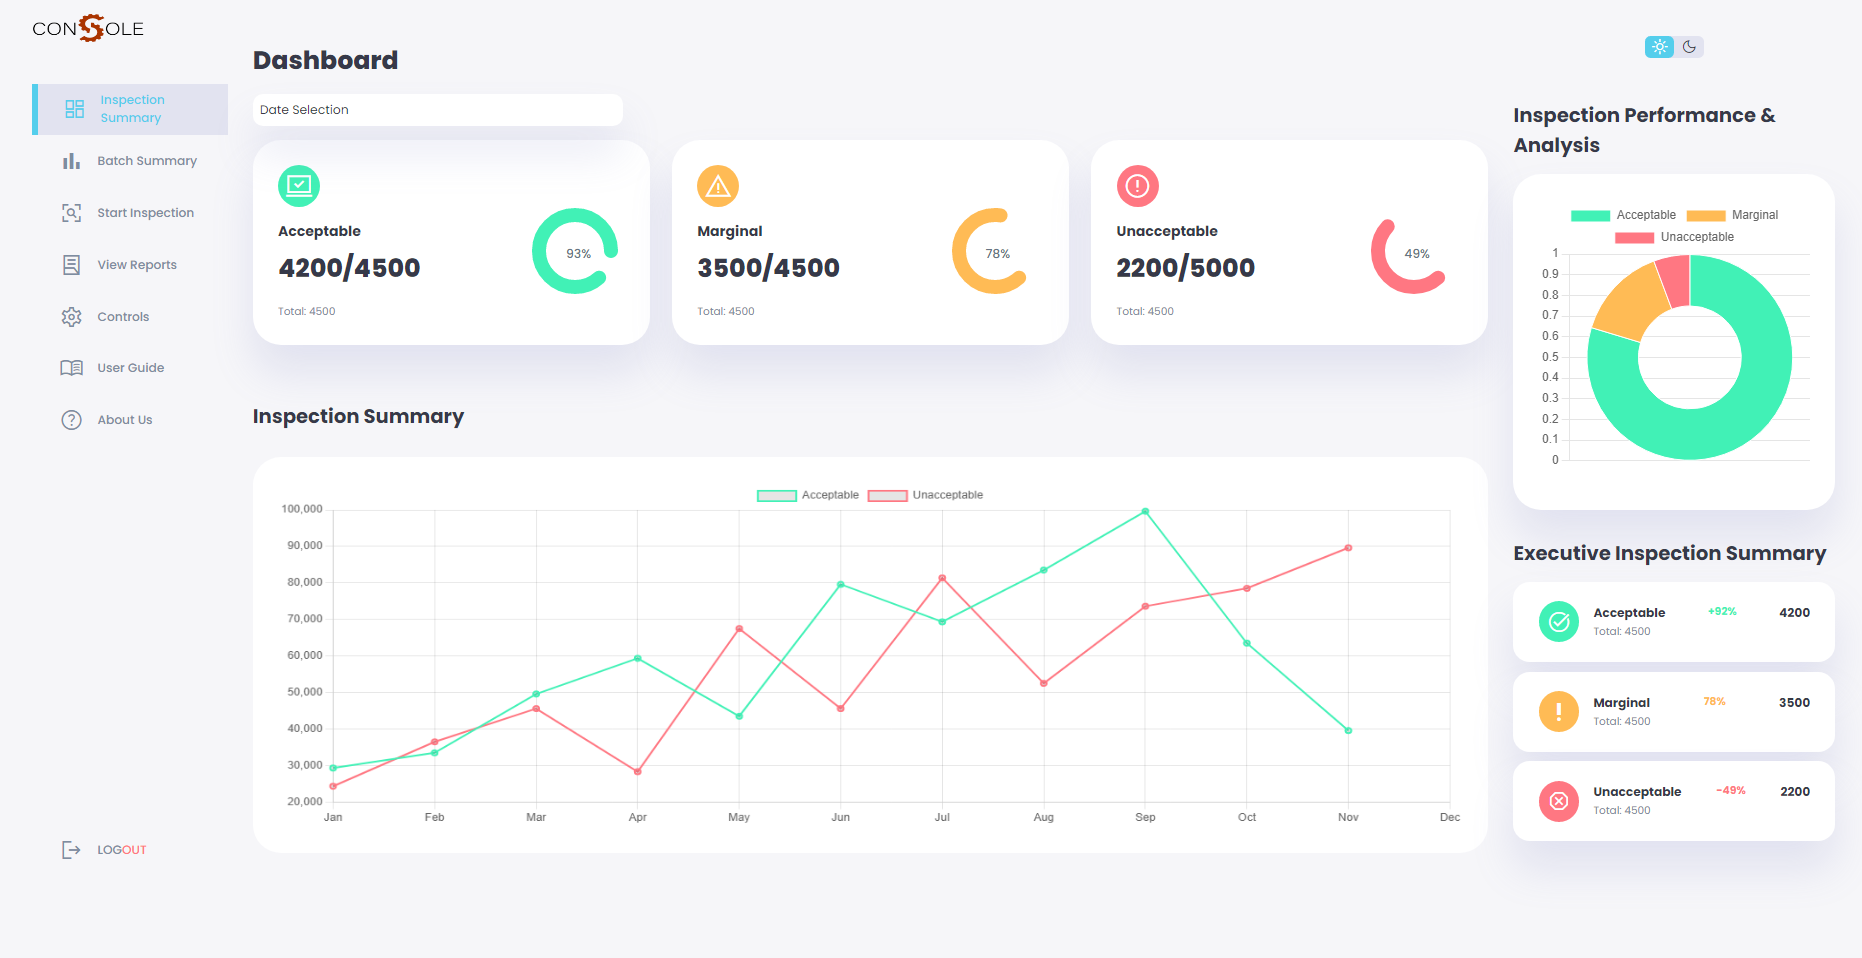 CONSOLE
Inspection
Summary
Batch Summary
Start Inspection
View Reports
Controls
User Guide
About Us
LOGOUT
Dashboard
Date Selection
Acceptable
4200/4500
Total: 4500
93%
Marginal
3500/4500
Total: 4500
78%
Unacceptable
2200/5000
Total: 4500
49%
Inspection Summary
Acceptable Unacceptable
100,000
90,000
80,000
70,000
60,000
50,000
40,000
30,000
20,000
Jan Feb Mar Apr May Jun Jul Aug Sep Oct Nov Dec
Inspection Performance &
Analysis
Acceptable Marginal
Unacceptable
1
0.9
0.8
0.7
0.6
0.5
0.4
0.3
0.2
0.1
0
Executive Inspection Summary
Acceptable +92% 4200
Total: 4500
Marginal 78% 3500
Total: 4500
Unacceptable -49% 2200
Total: 4500